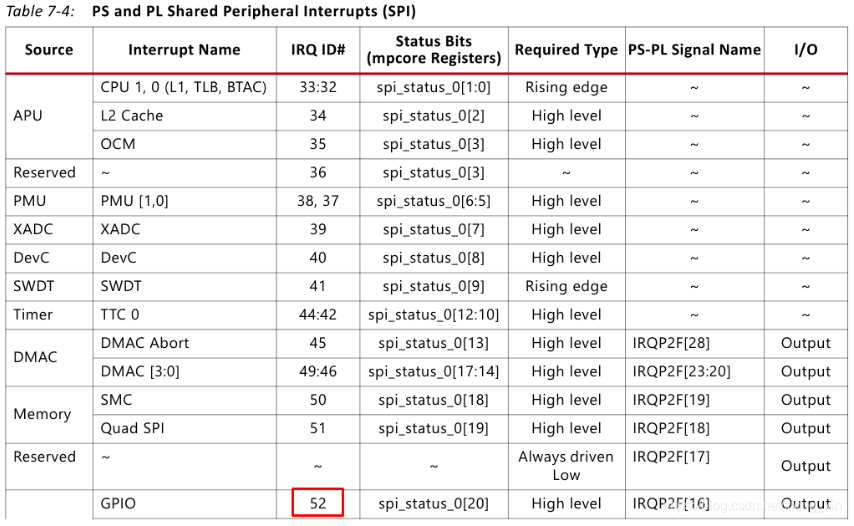 Table 7-4: PS and PL Shared Peripheral Interrupts (SPI)
Source Interrupt Name IRQ ID# Status Bits (mpcore Registers) Required Type PS-PL Signal Name I/O
APU CPU 1, 0 (L1, TLB, BTAC) 33:32 spi_status_0[1:0] Rising edge ~ ~
L2 Cache 34 spi_status_0[2] High level ~ ~
OCM 35 spi_status_0[3] High level ~ ~
Reserved ~ 36 spi_status_0[3] ~ ~ ~
PMU PMU [1,0] 38, 37 spi_status_0[6:5] High level ~ ~
XADC XADC 39 spi_status_0[7] High level ~ ~
DevC DevC 40 spi_status_0[8] High level ~ ~
SWDT SWDT 41 spi_status_0[9] Rising edge ~ ~
Timer TTC 0 44:42 spi_status_0[12:10] High level ~ ~
DMAC DMAC Abort 45 spi_status_0[13] High level IRQP2F[28] Output
DMAC [3:0] 49:46 spi_status_0[17:14] High level IRQP2F[23:20] Output
Memory SMC 50 spi_status_0[18] High level IRQP2F[19] Output
Quad SPI 51 spi_status_0[19] High level IRQP2F[18] Output
Reserved ~ ~ ~ Always driven Low IRQP2F[17] Output
GPIO 52 spi_status_0[20] High level IRQP2F[16] Output